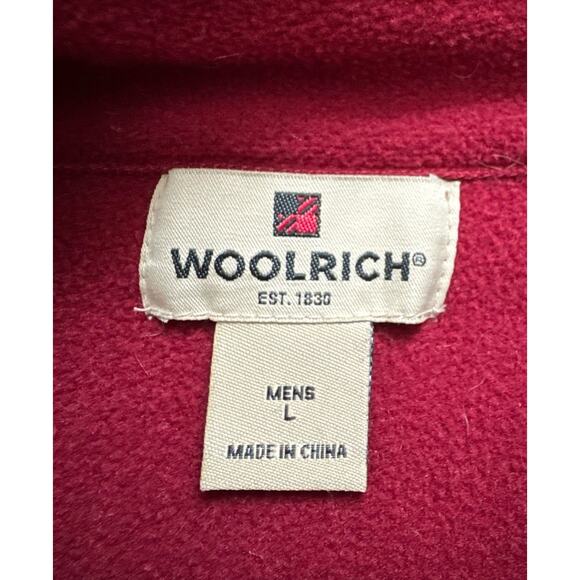 WOOLRICH®
EST. 1830
MENS
L
MADE IN CHINA